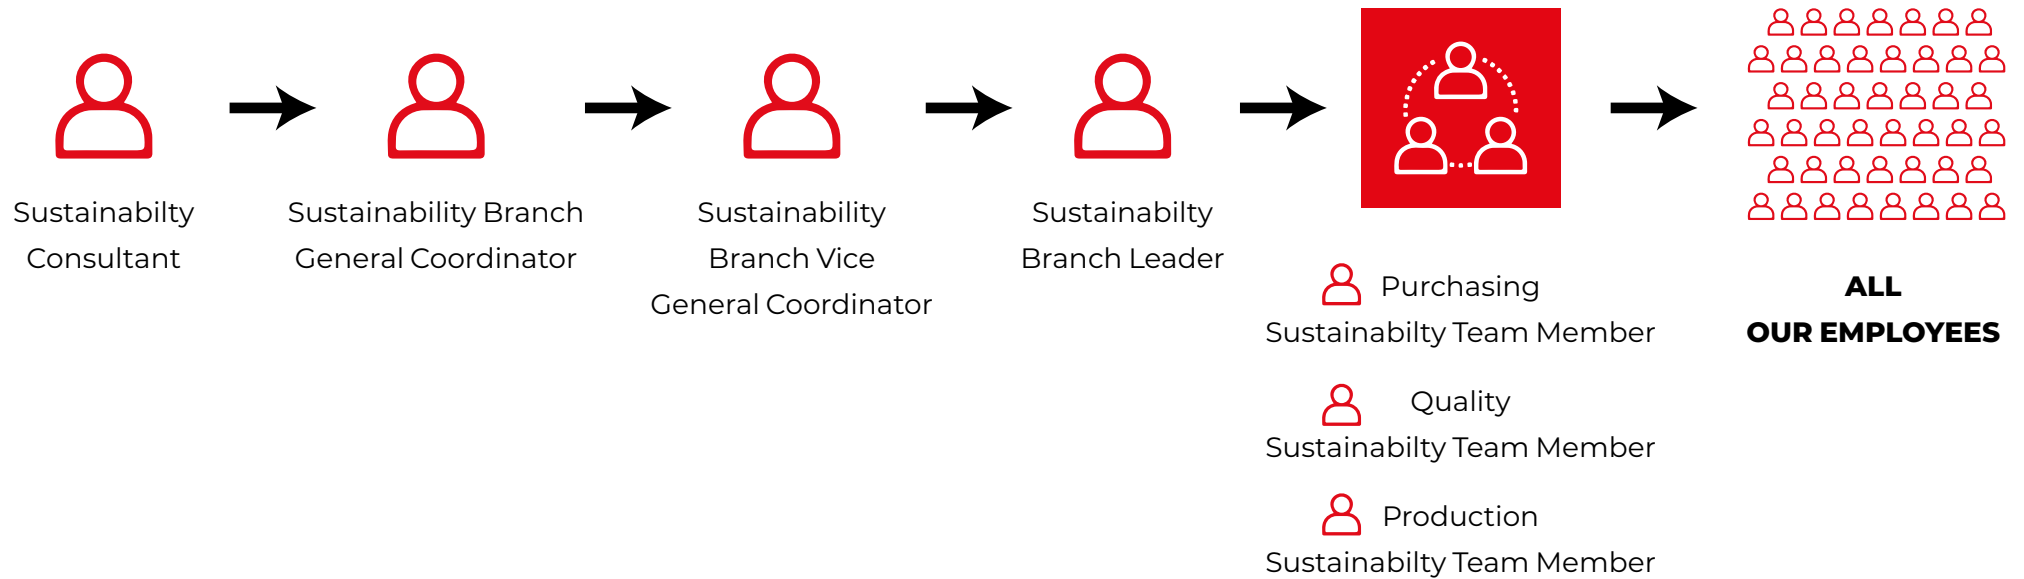 Sustainabilty
Consultant
Sustainability Branch
General Coordinator
Sustainability
Branch Vice
General Coordinator
Sustainabilty
Branch Leader
Purchasing
Sustainabilty Team Member
Quality
Sustainabilty Team Member
Production
Sustainabilty Team Member
ALL
OUR EMPLOYEES